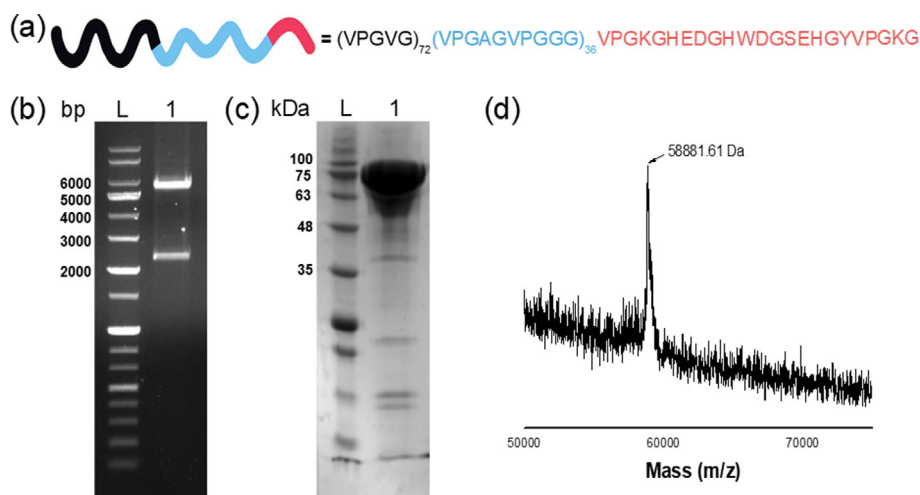 (a) = (VPGVG)72(VPGAGVPGGG)36VPGKGHEDGHWDGSEHGYVPGKG
(b) bp L 1
6000
5000
4000
3000
2000
(c) kDa L 1
100
75
63
48
35
(d)
58881.61 Da
50000 60000 70000
Mass (m/z)